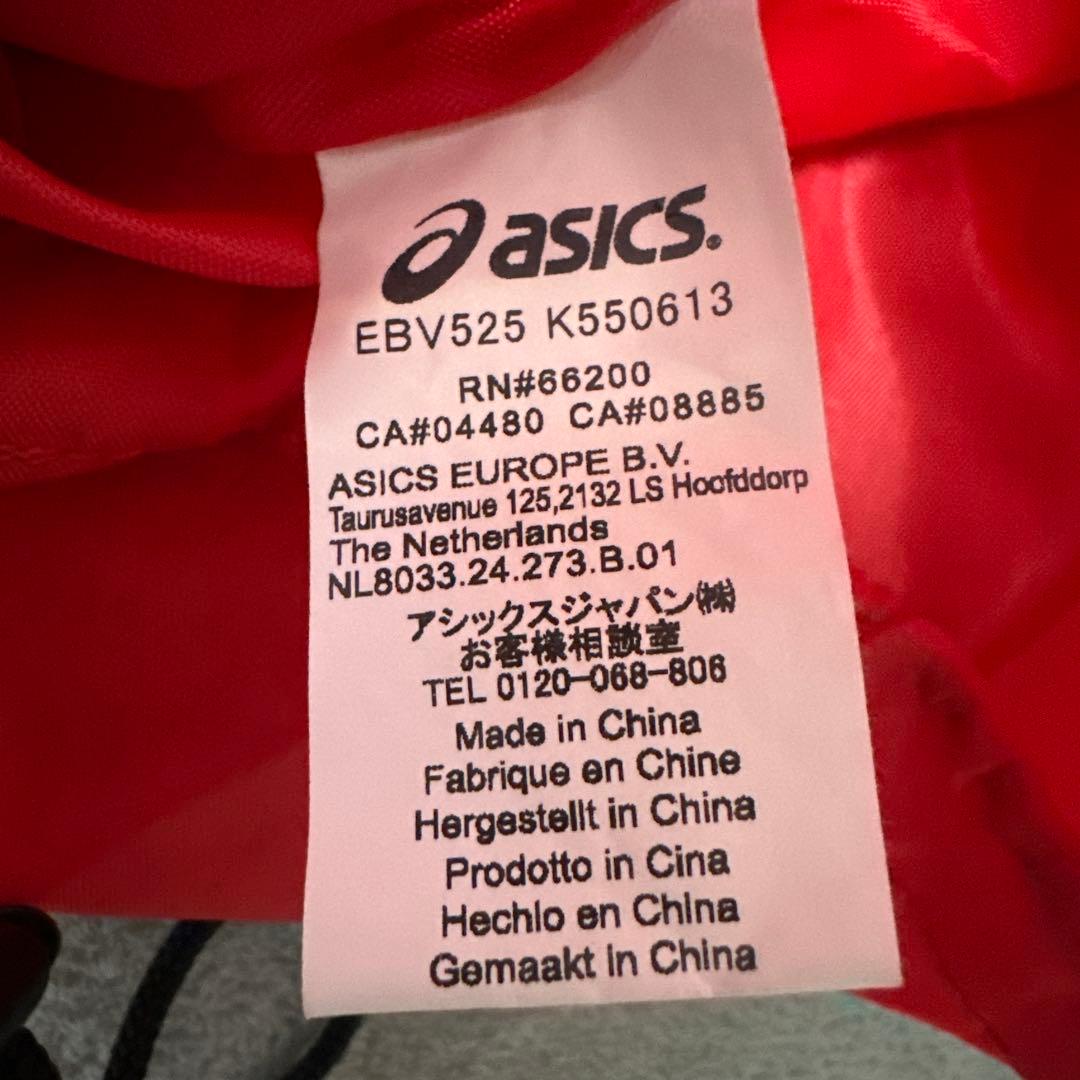 asics.
EBV525 K550613
RN#66200
CA#04480 CA#08885
ASICS EUROPE B.V.
Taurusavenue 125,2132 LS Hoofddorp
The Netherlands
NL8033.24.273.B.01
アシックスジャパン㈱
お客様相談室
TEL 0120-068-806
Made in China
Fabrique en Chine
Hergestellt in China
Prodotto in Cina
Hechlo en China
Gemaakt in China